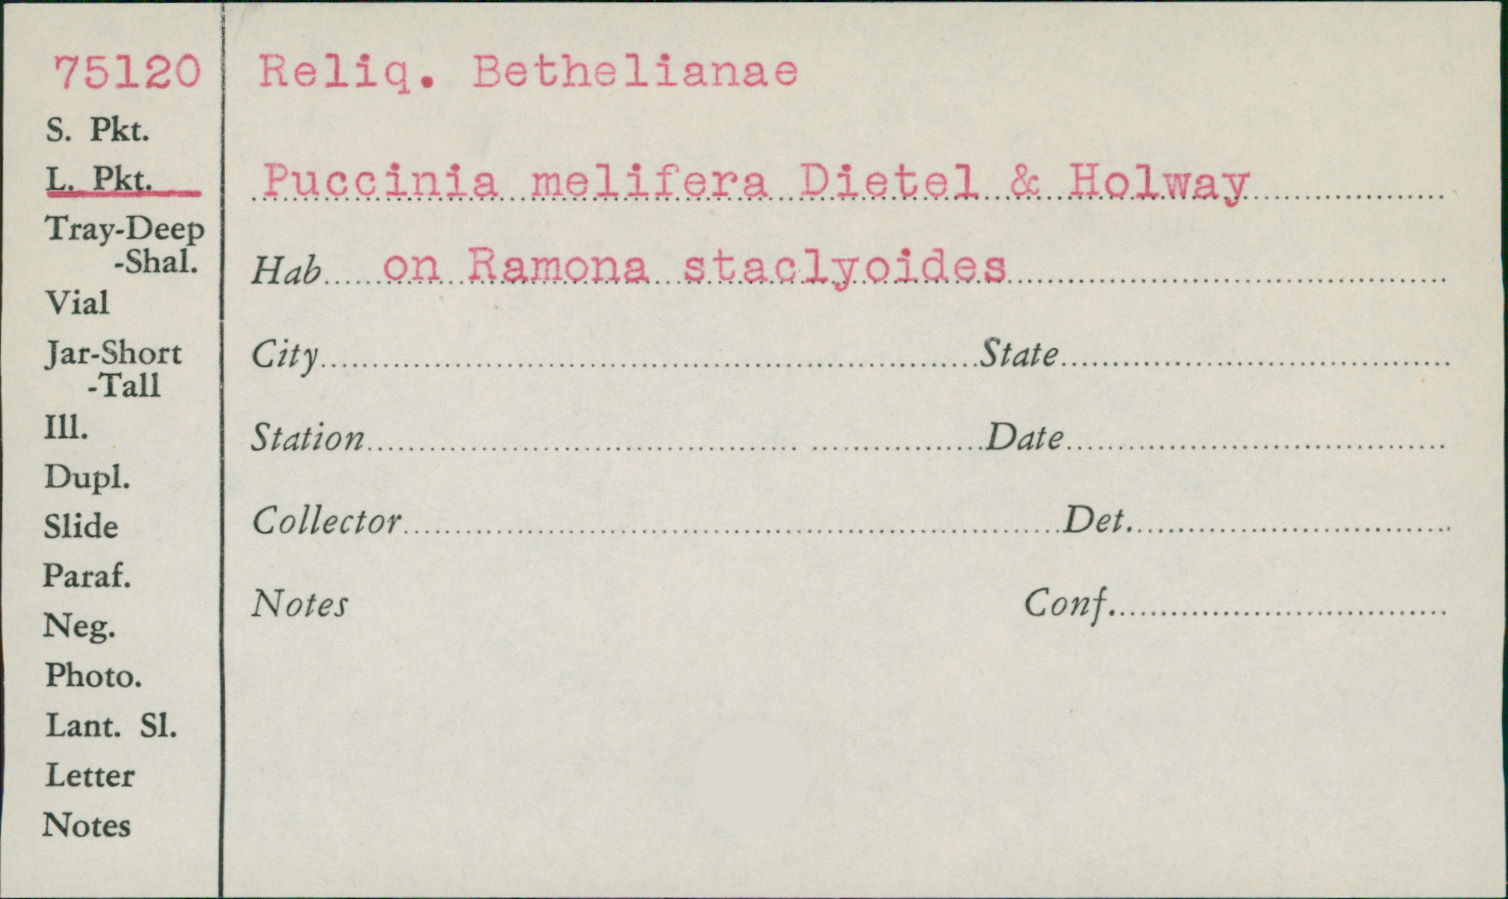 75120
S. Pkt.
L. Pkt.
Tray-Deep
-Shal.
Vial
Jar-Short
-Tall
Ill.
Dupl.
Slide
Paraf.
Neg.
Photo.
Lant. Sl.
Letter
Notes
Reliq. Bethelianae
Puccinia melifera Dietel & Holway
Hab on Ramona staclyoides
City State
Station Date
Collector Det.
Notes Conf.